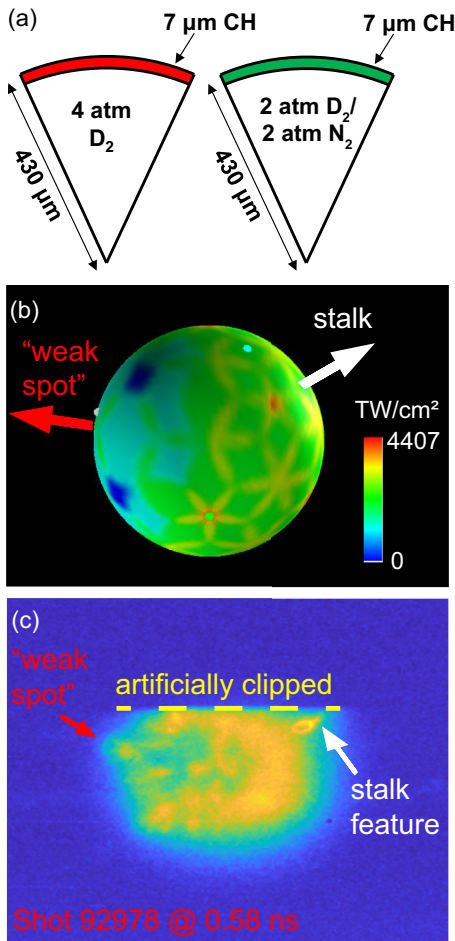 (a)
7 µm CH
7 µm CH
4 atm
D₂
2 atm D₂/
2 atm N₂
430 µm
430 µm
(b)
stalk
"weak
spot"
TW/cm²
4407
0
(c)
"weak
spot"
artificially clipped
stalk
feature
Shot 92978 @ 0.58 ns